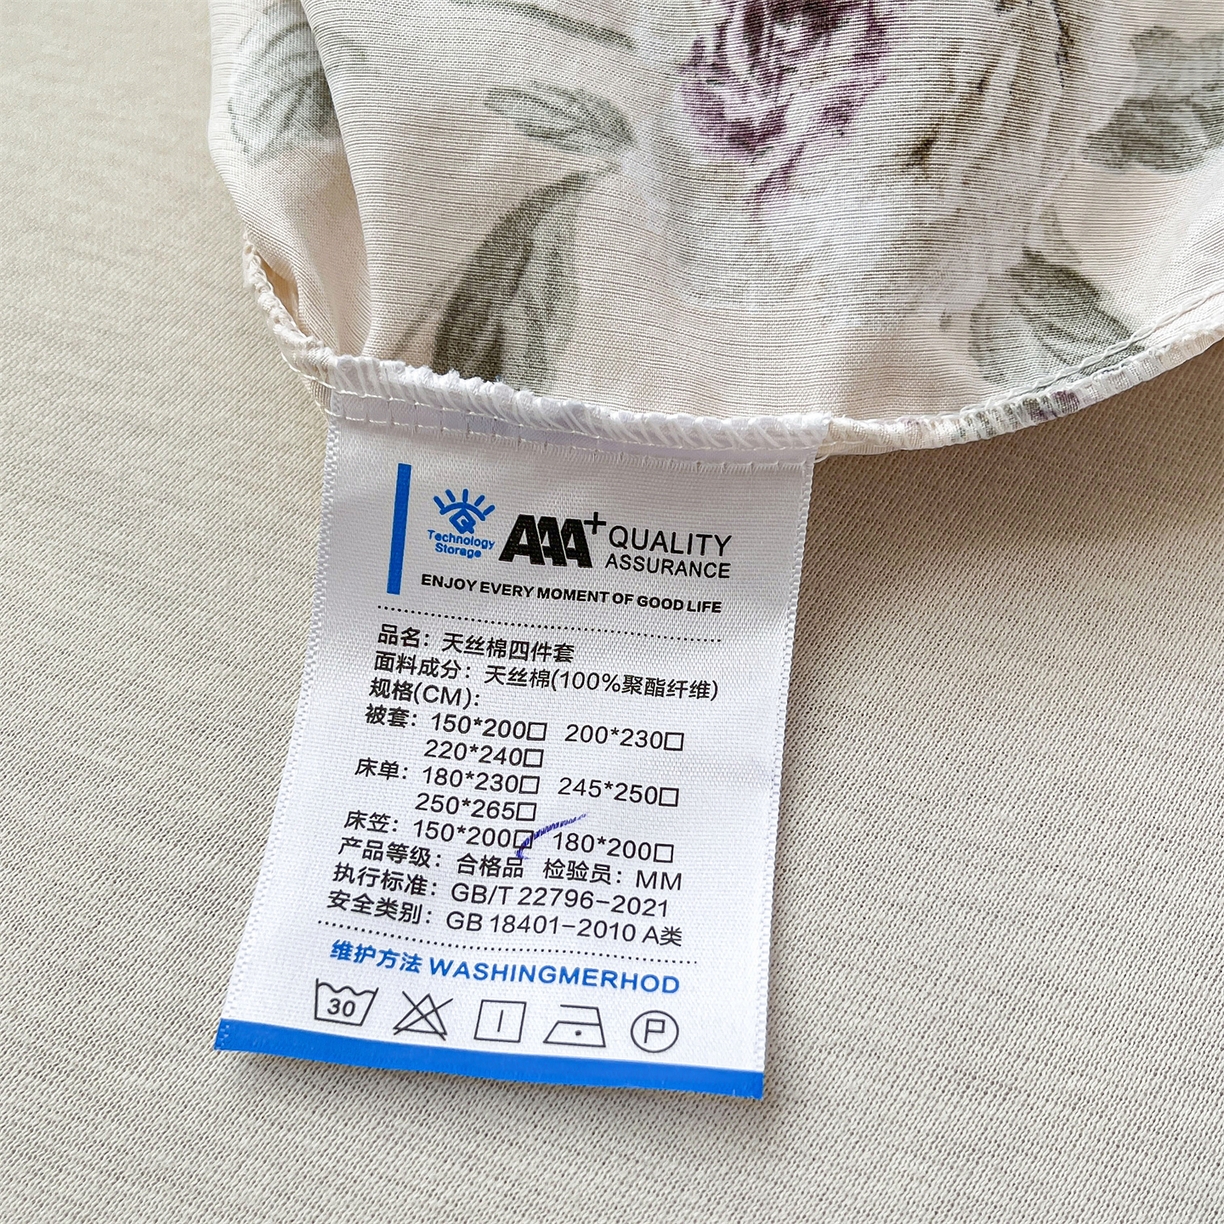 Technology
Storage
AAA+ QUALITY
ASSURANCE
ENJOY EVERY MOMENT OF GOOD LIFE
品名：天丝棉四件套
面料成分：天丝棉(100%聚酯纤维)
规格(CM)：
被套：150*200□ 200*230□
220*240□
床单：180*230□ 245*250□
250*265□
床笠：150*200□ 180*200□
产品等级：合格品 检验员：MM
执行标准：GB/T 22796-2021
安全类别：GB 18401-2010 A类
维护方法 WASHINGMERHOD
30
P